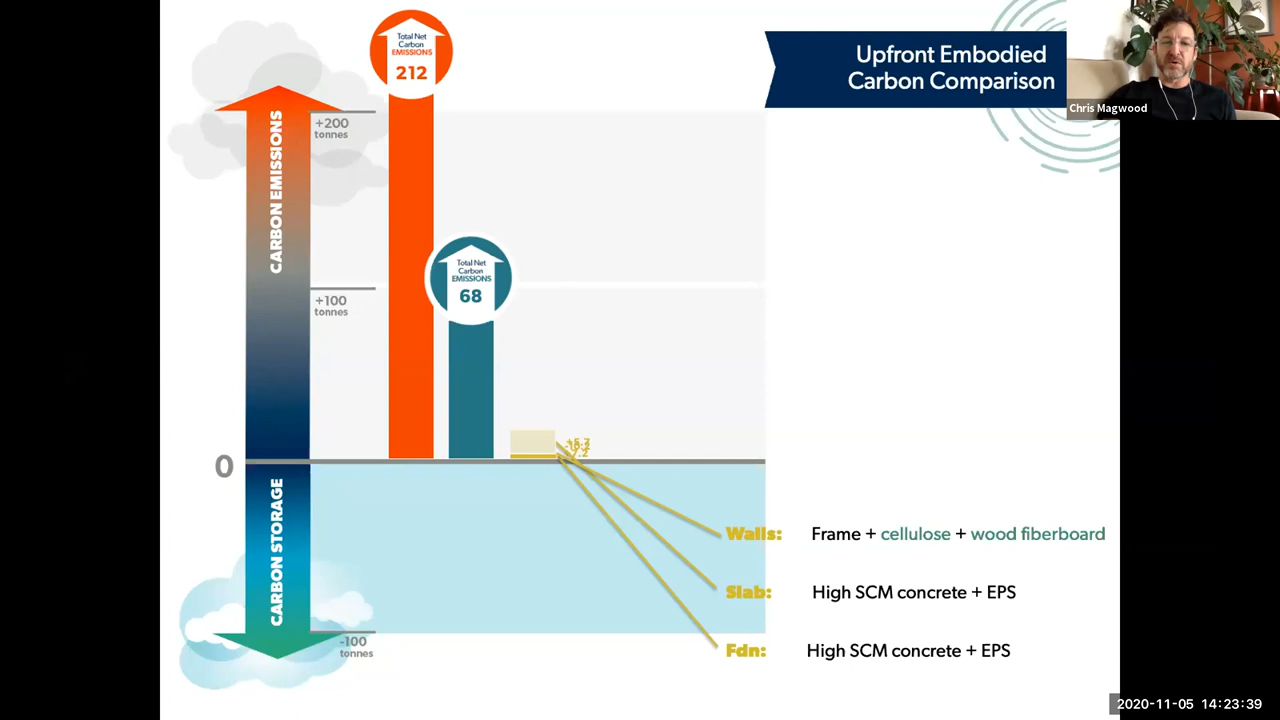 Upfront Embodied
Carbon Comparison
Chris Magwood
Total Net
Carbon
EMISSIONS
212
CARBON EMISSIONS
+200
tonnes
Total Net
Carbon
EMISSIONS
68
+100
tonnes
0
CARBON STORAGE
-100
tonnes
Walls: Frame + cellulose + wood fiberboard
Slab: High SCM concrete + EPS
Fdn: High SCM concrete + EPS
2020-11-05 14:23:39